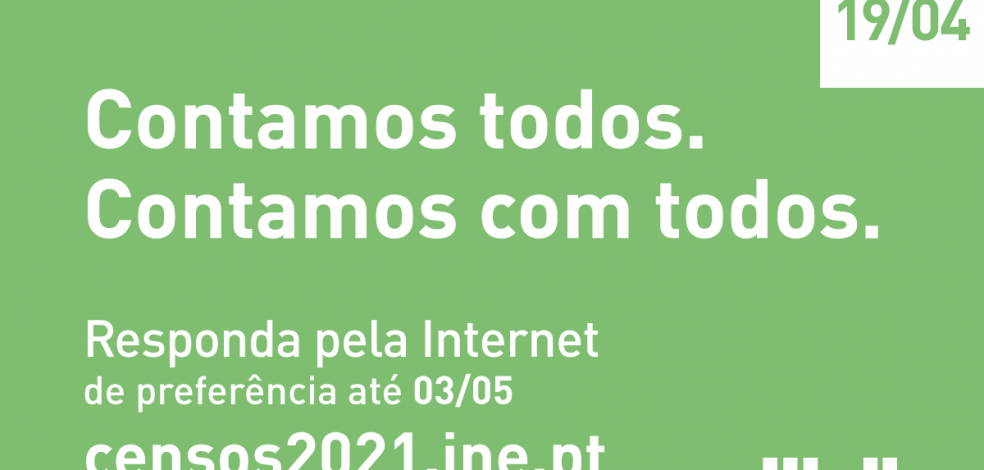 19/04
Contamos todos.
Contamos com todos.
Responda pela Internet
de preferência até 03/05
censos2021.ine.pt